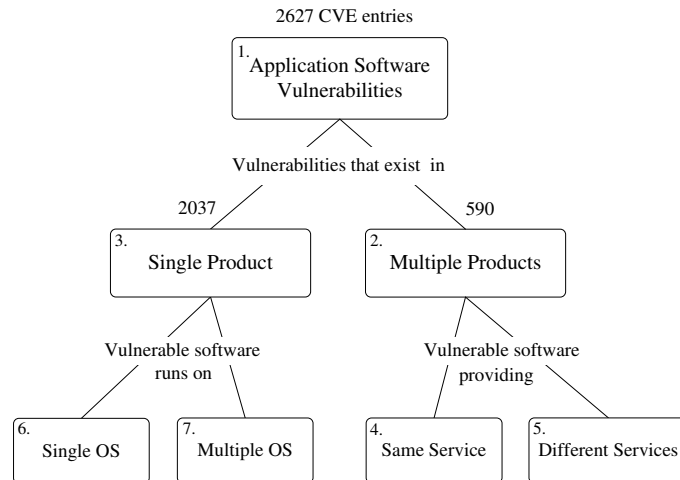 2627 CVE entries
1.
Application Software
Vulnerabilities
Vulnerabilities that exist in
2037
590
3.
Single Product
2.
Multiple Products
Vulnerable software
runs on
Vulnerable software
providing
6.
Single OS
7.
Multiple OS
4.
Same Service
5.
Different Services